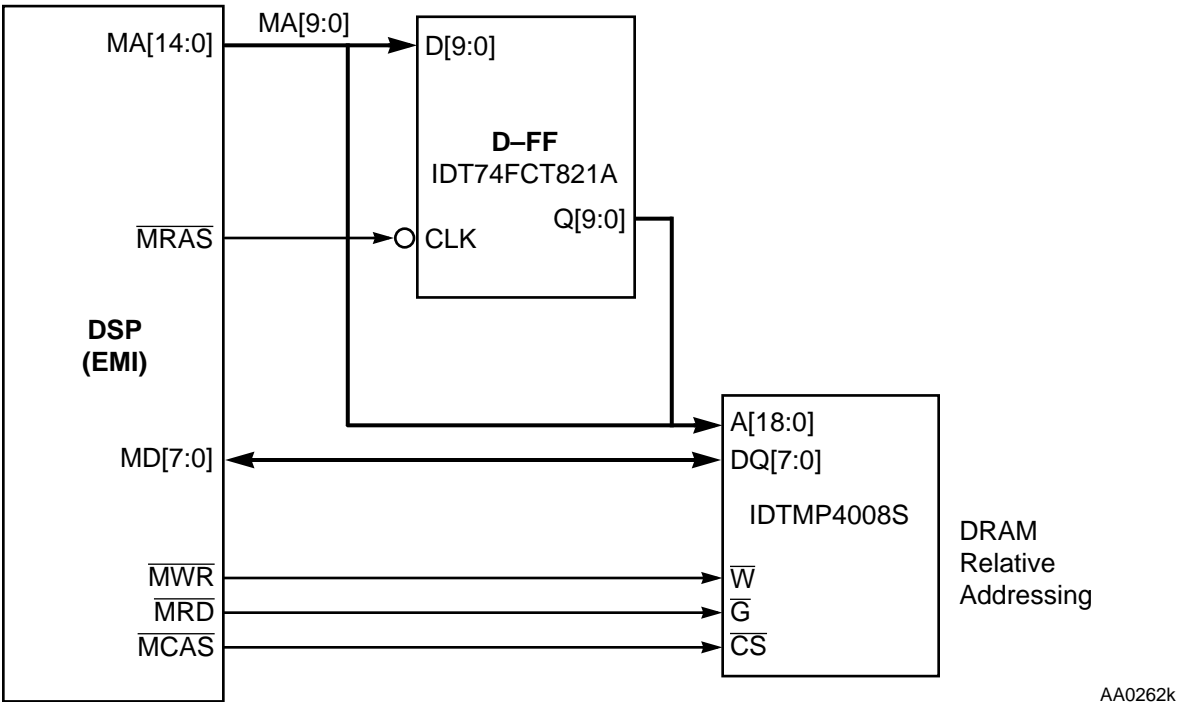 MA[14:0]
MA[9:0]
D[9:0]
D–FF
IDT74FCT821A
Q[9:0]
MRAS
CLK
DSP
(EMI)
A[18:0]
MD[7:0]
DQ[7:0]
IDTMP4008S
DRAM
Relative
Addressing
MWR
W
MRD
G
MCAS
CS
AA0262k